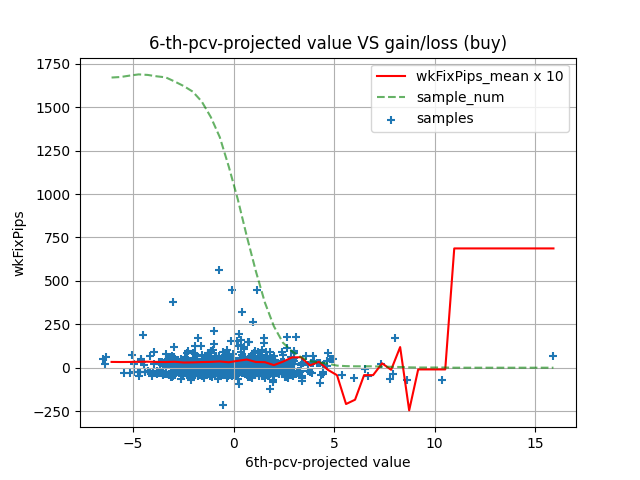 6-th-pcv-projected value VS gain/loss (buy)
wkFixPips_mean x 10
sample_num
samples
1750
1500
1250
1000
750
500
250
0
−250
wkFixPips
−5
0
5
10
15
6th-pcv-projected value